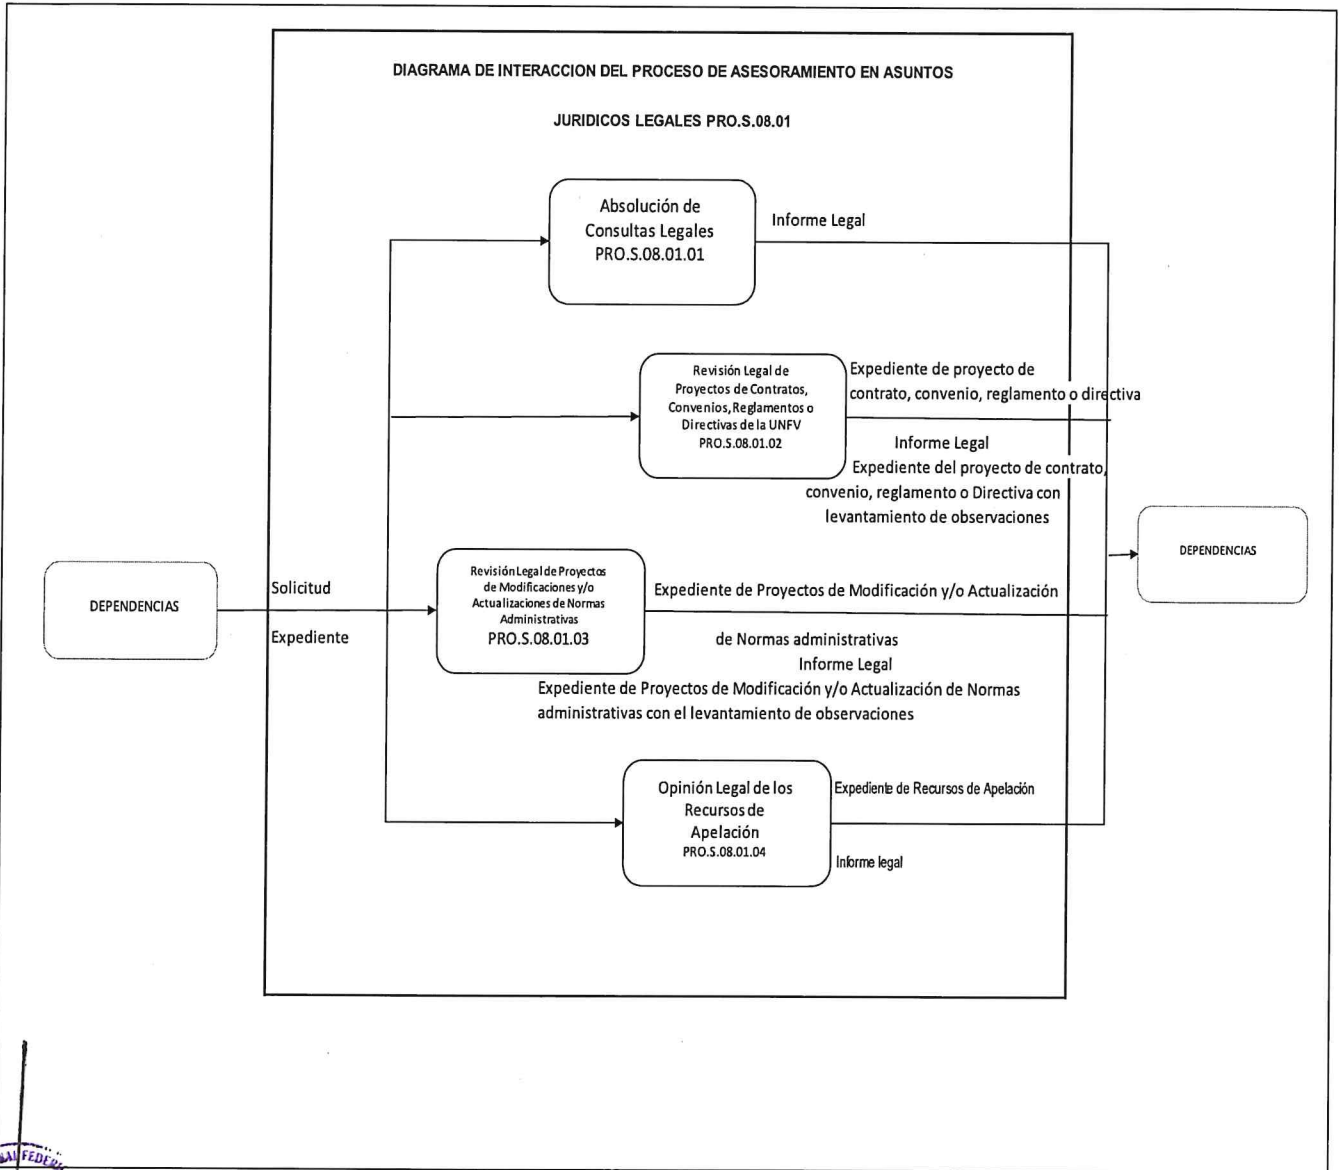 DIAGRAMA DE INTERACCION DEL PROCESO DE ASESORAMIENTO EN ASUNTOS
JURIDICOS LEGALES PRO.S.08.01
Absolución de
Consultas Legales
PRO.S.08.01.01
Informe Legal
Revisión Legal de
Proyectos de Contratos,
Convenios, Reglamentos o
Directivas de la UNFV
PRO.S.08.01.02
Expediente de proyecto de
contrato, convenio, reglamento o directiva
Informe Legal
Expediente del proyecto de contrato,
convenio, reglamento o Directiva con
levantamiento de observaciones
DEPENDENCIAS
DEPENDENCIAS
Solicitud
Expediente
Revisión Legal de Proyectos
de Modificaciones y/o
Actualizaciones de Normas
Administrativas
PRO.S.08.01.03
Expediente de Proyectos de Modificación y/o Actualización
de Normas administrativas
Informe Legal
Expediente de Proyectos de Modificación y/o Actualización de Normas
administrativas con el levantamiento de observaciones
Opinión Legal de los
Recursos de
Apelación
PRO.S.08.01.04
Expediente de Recursos de Apelación
Informe legal